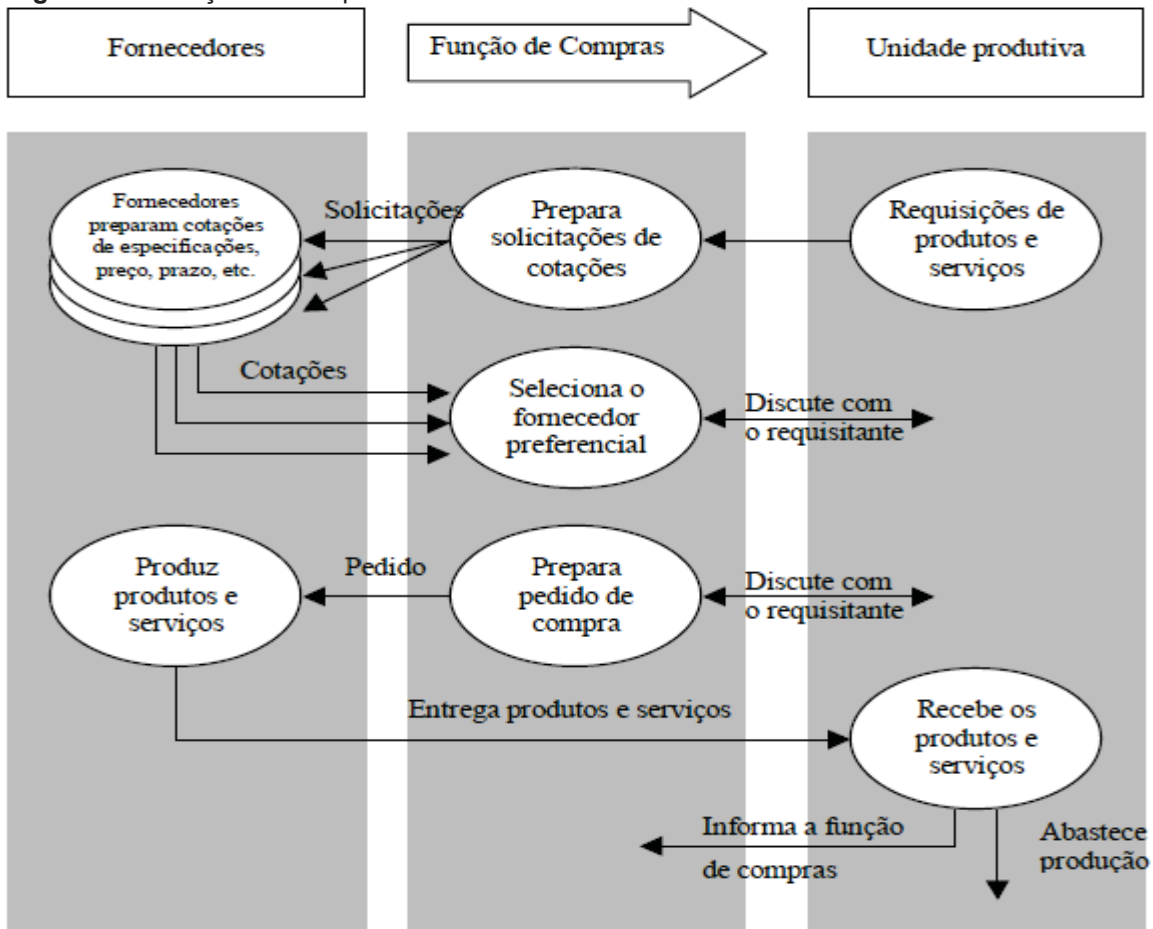 Fornecedores
Função de Compras
Unidade produtiva
Fornecedores
preparam cotações
de especificações,
preço, prazo, etc.
Solicitações
Prepara
solicitações de
cotações
Requisições de
produtos e
serviços
Cotações
Seleciona o
fornecedor
preferencial
Discute com
o requisitante
Produz
produtos e
serviços
Pedido
Prepara
pedido de
compra
Discute com
o requisitante
Entrega produtos e serviços
Recebe os
produtos e
serviços
Informa a função
de compras
Abastece
produção